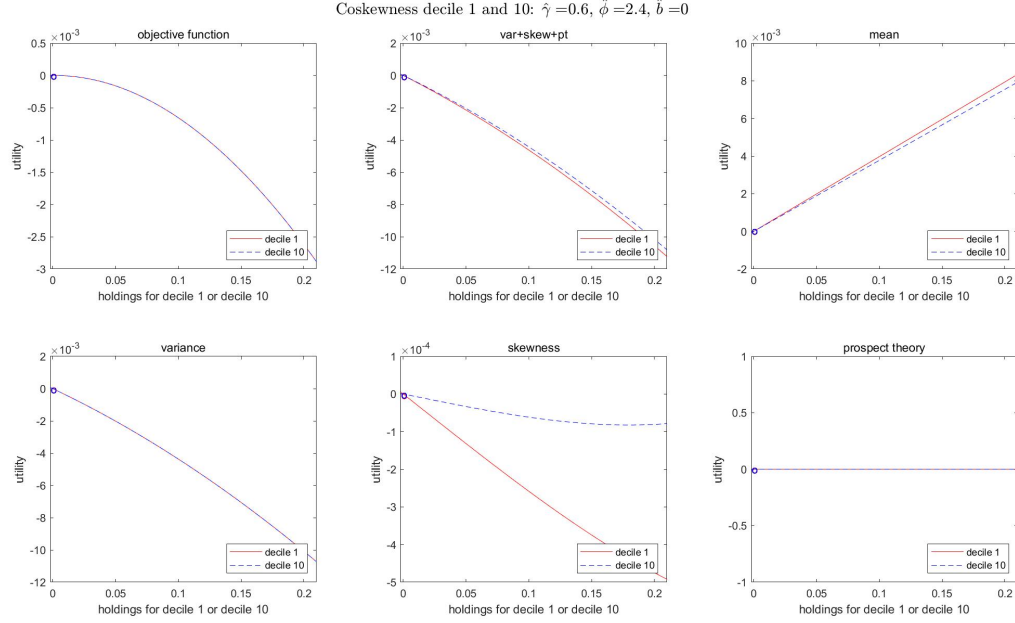 Coskewness decile 1 and 10: γ̂ =0.6, φ̂ =2.4, b̂ =0
objective function
×10⁻³
0.5
0
-0.5
-1
-1.5
-2
-2.5
-3
utility
0 0.05 0.1 0.15 0.2
holdings for decile 1 or decile 10
decile 1
decile 10
var+skew+pt
×10⁻³
2
0
-2
-4
-6
-8
-10
-12
utility
0 0.05 0.1 0.15 0.2
holdings for decile 1 or decile 10
decile 1
decile 10
mean
×10⁻³
10
8
6
4
2
0
-2
utility
0 0.05 0.1 0.15 0.2
holdings for decile 1 or decile 10
decile 1
decile 10
variance
×10⁻³
2
0
-2
-4
-6
-8
-10
-12
utility
0 0.05 0.1 0.15 0.2
holdings for decile 1 or decile 10
decile 1
decile 10
skewness
×10⁻⁴
1
0
-1
-2
-3
-4
-5
utility
0 0.05 0.1 0.15 0.2
holdings for decile 1 or decile 10
decile 1
decile 10
prospect theory
1
0.5
0
-0.5
-1
utility
0 0.05 0.1 0.15 0.2
holdings for decile 1 or decile 10
decile 1
decile 10